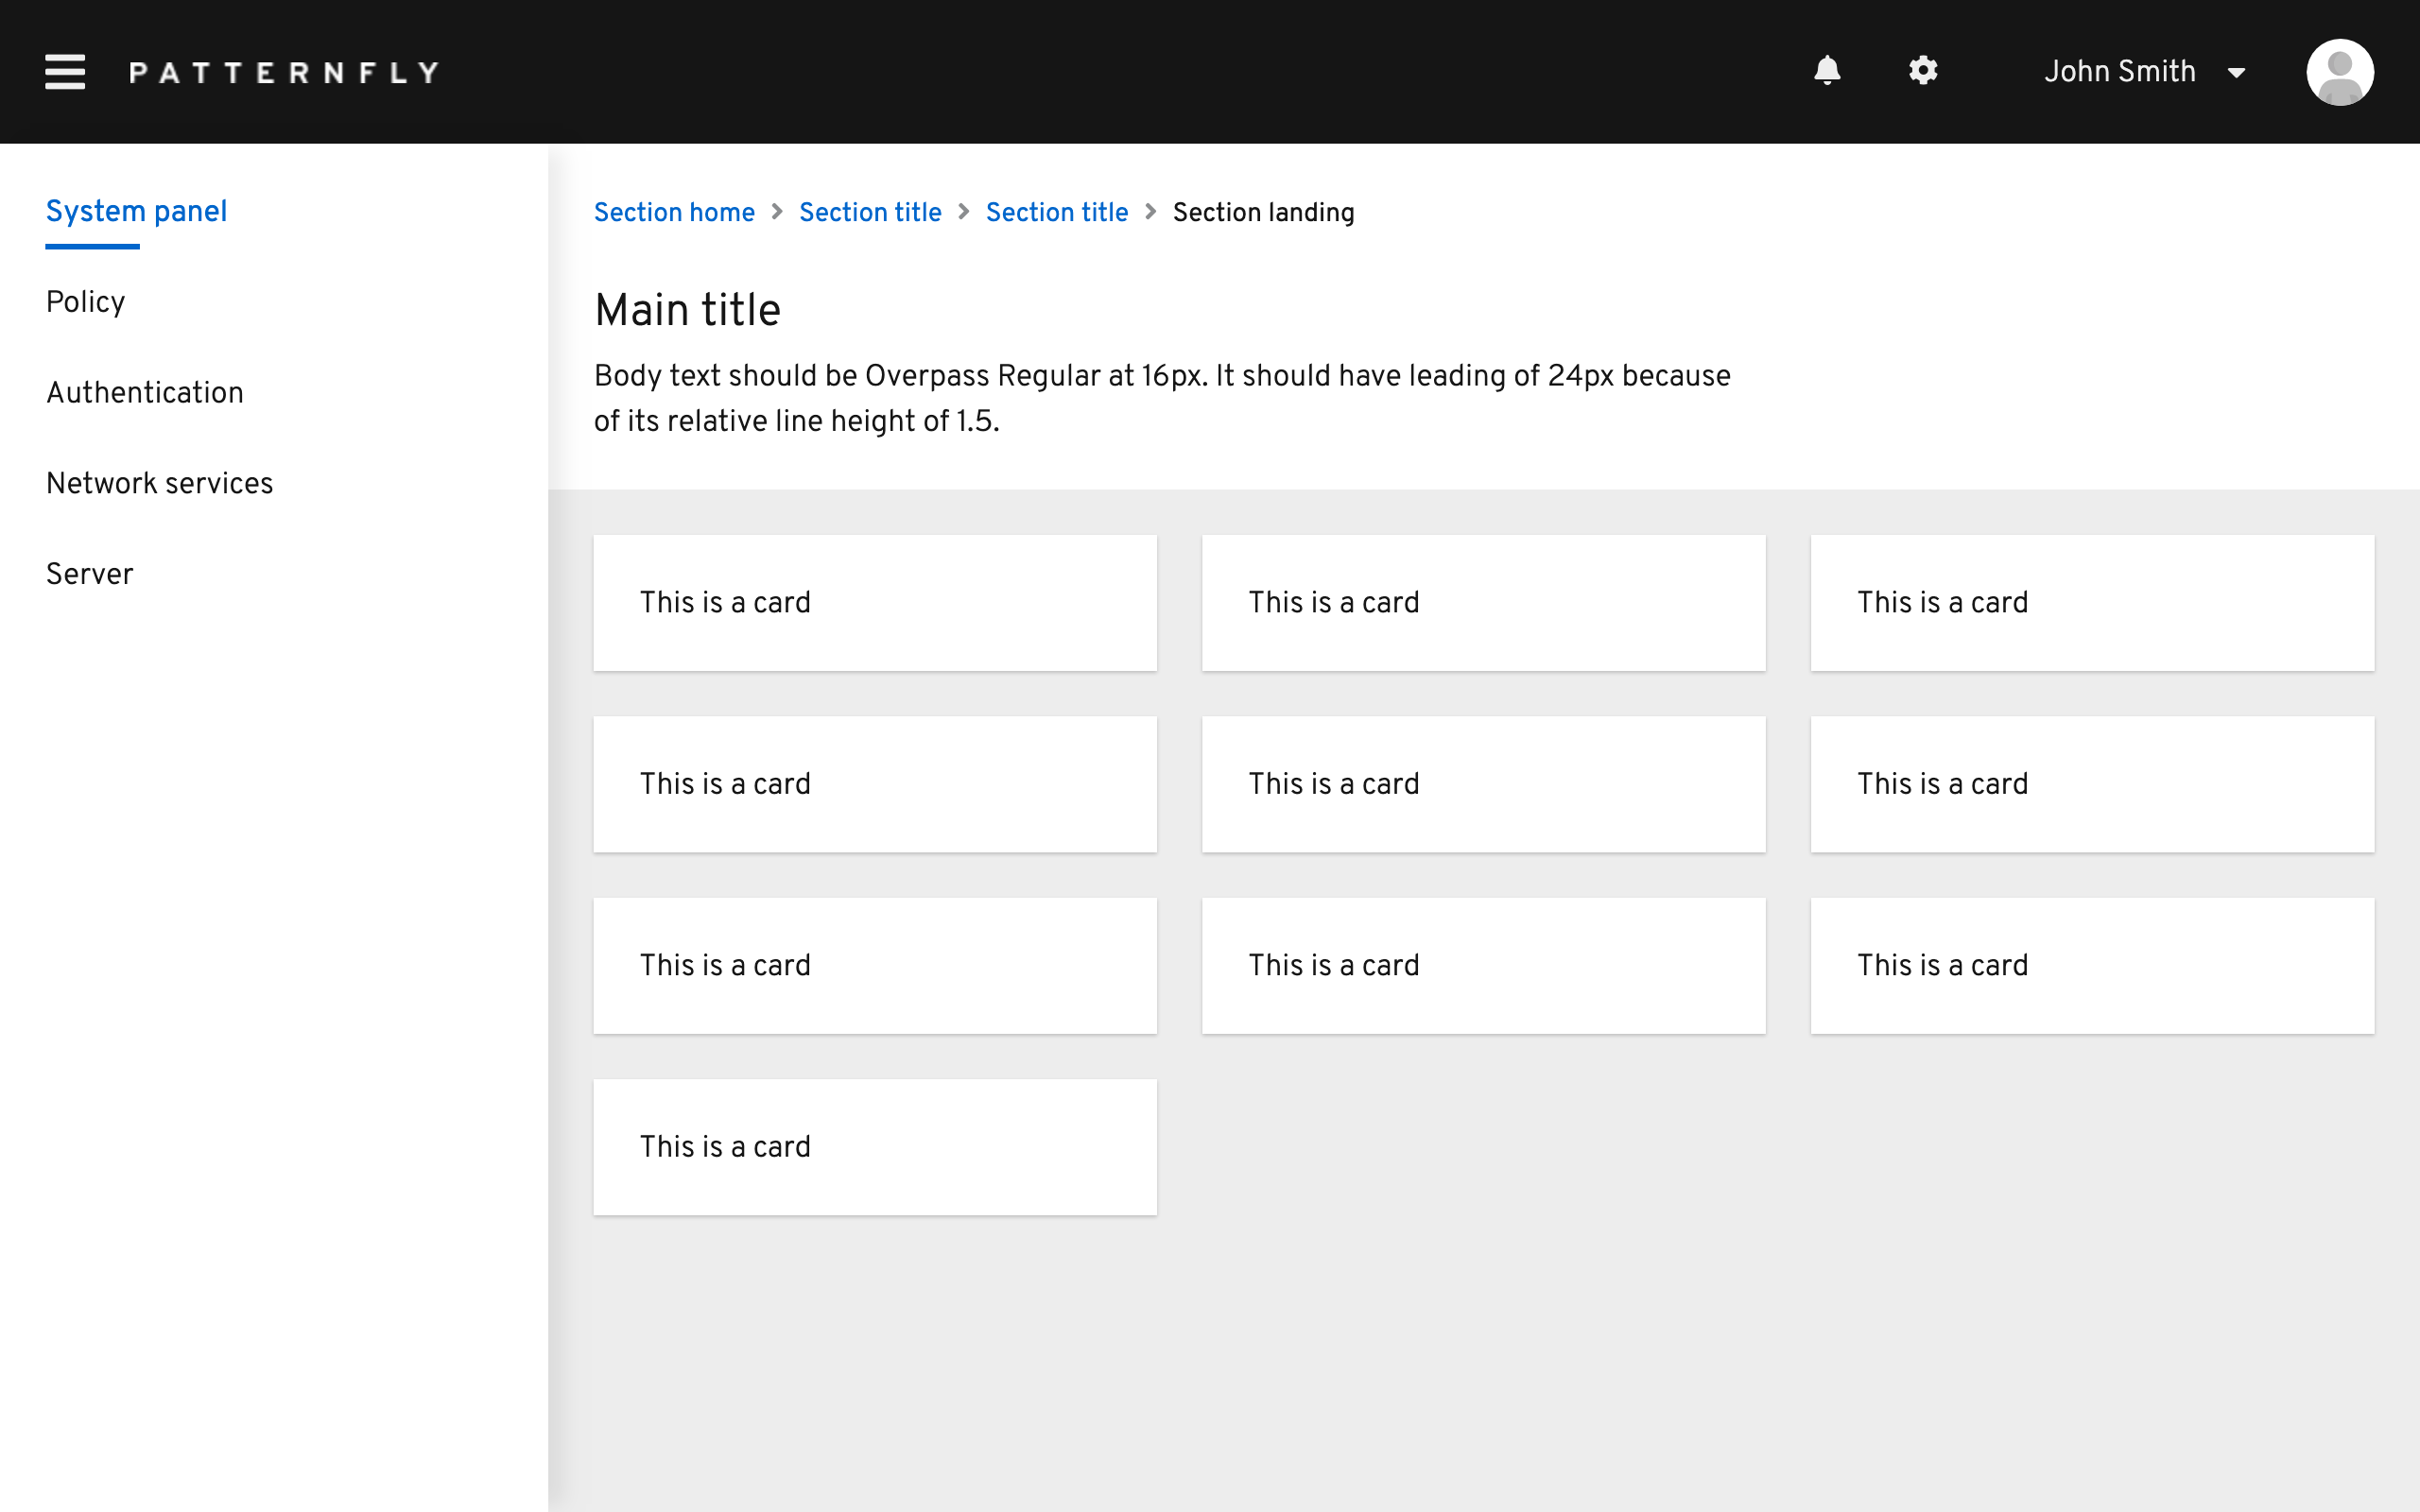 PATTERNFLY
John Smith
System panel
Policy
Authentication
Network services
Server
Section home > Section title > Section title > Section landing
Main title
Body text should be Overpass Regular at 16px. It should have leading of 24px because
of its relative line height of 1.5.
This is a card
This is a card
This is a card
This is a card
This is a card
This is a card
This is a card
This is a card
This is a card
This is a card